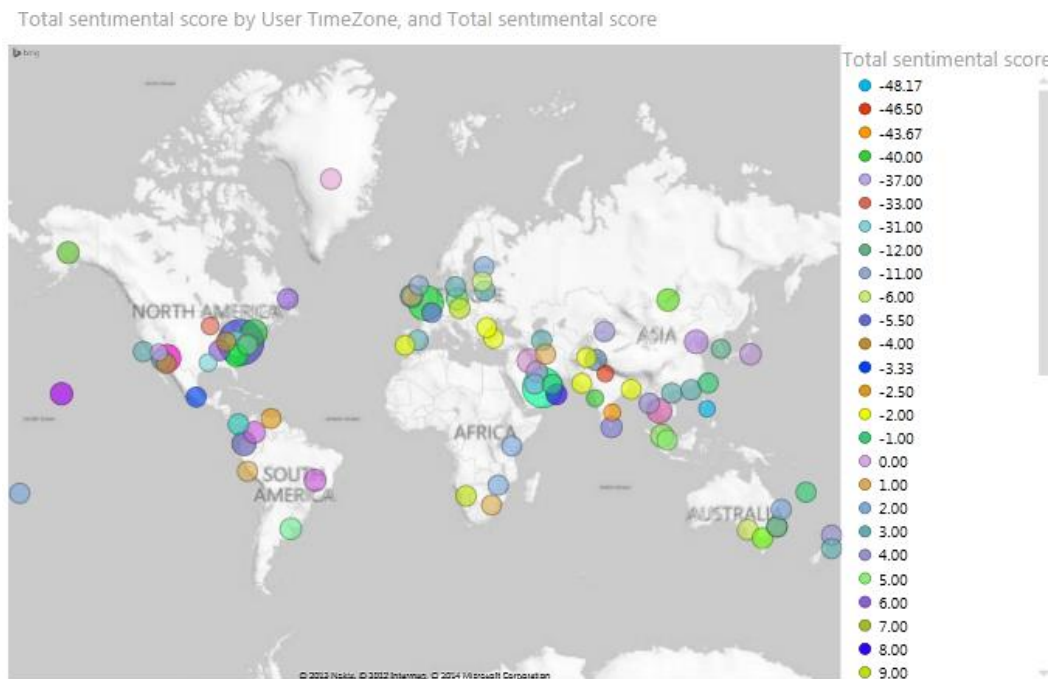 Total sentimental score by User TimeZone, and Total sentimental score
bing
Total sentimental score
-48.17
-46.50
-43.67
-40.00
-37.00
-33.00
-31.00
-12.00
-11.00
-6.00
-5.50
-4.00
-3.33
-2.50
-2.00
-1.00
0.00
1.00
2.00
3.00
4.00
5.00
6.00
7.00
8.00
9.00
NORTH AMERICA
ASIA
AFRICA
SOUTH
AMERICA
AUSTRALIA
© 2013 Nokia, © 2012 Intermap, © 2014 Microsoft Corporation